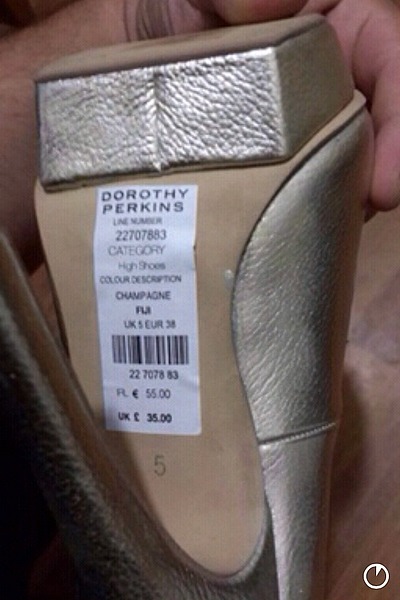 DOROTHY
PERKINS
LINE NUMBER
22707883
CATEGORY
High Shoes
COLOUR DESCRIPTION
CHAMPAGNE
FIJI
UK 5 EUR 38
22 7078 83
FL € 55.00
UK £ 35.00
5